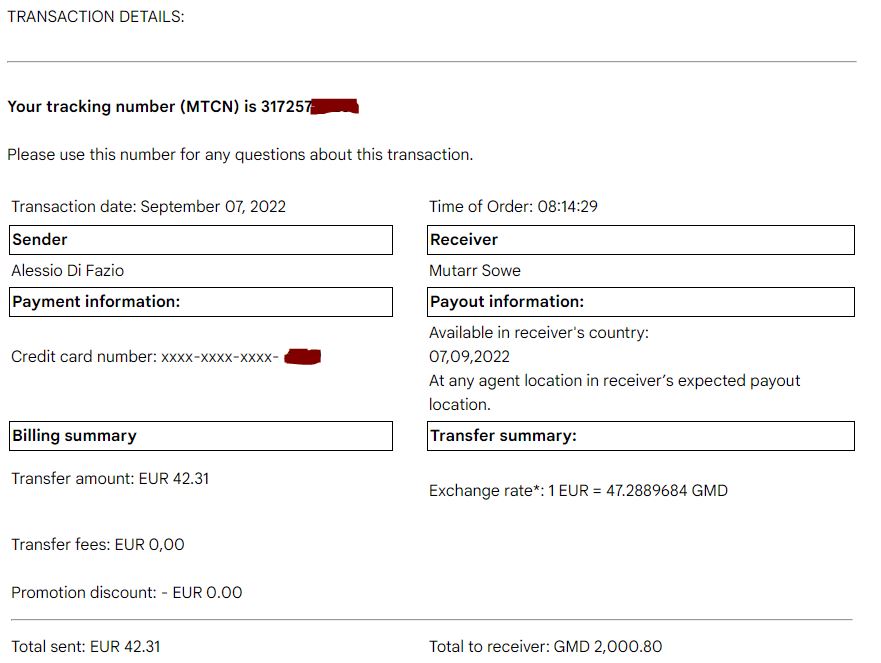 TRANSACTION DETAILS:
Your tracking number (MTCN) is 317257
Please use this number for any questions about this transaction.
Transaction date: September 07, 2022
Time of Order: 08:14:29
Sender
Receiver
Alessio Di Fazio
Mutarr Sowe
Payment information:
Payout information:
Available in receiver's country:
Credit card number: xxxx-xxxx-xxxx-
07,09,2022
At any agent location in receiver’s expected payout
location.
Billing summary
Transfer summary:
Transfer amount: EUR 42.31
Exchange rate*: 1 EUR = 47.2889684 GMD
Transfer fees: EUR 0,00
Promotion discount: - EUR 0.00
Total sent: EUR 42.31
Total to receiver: GMD 2,000.80